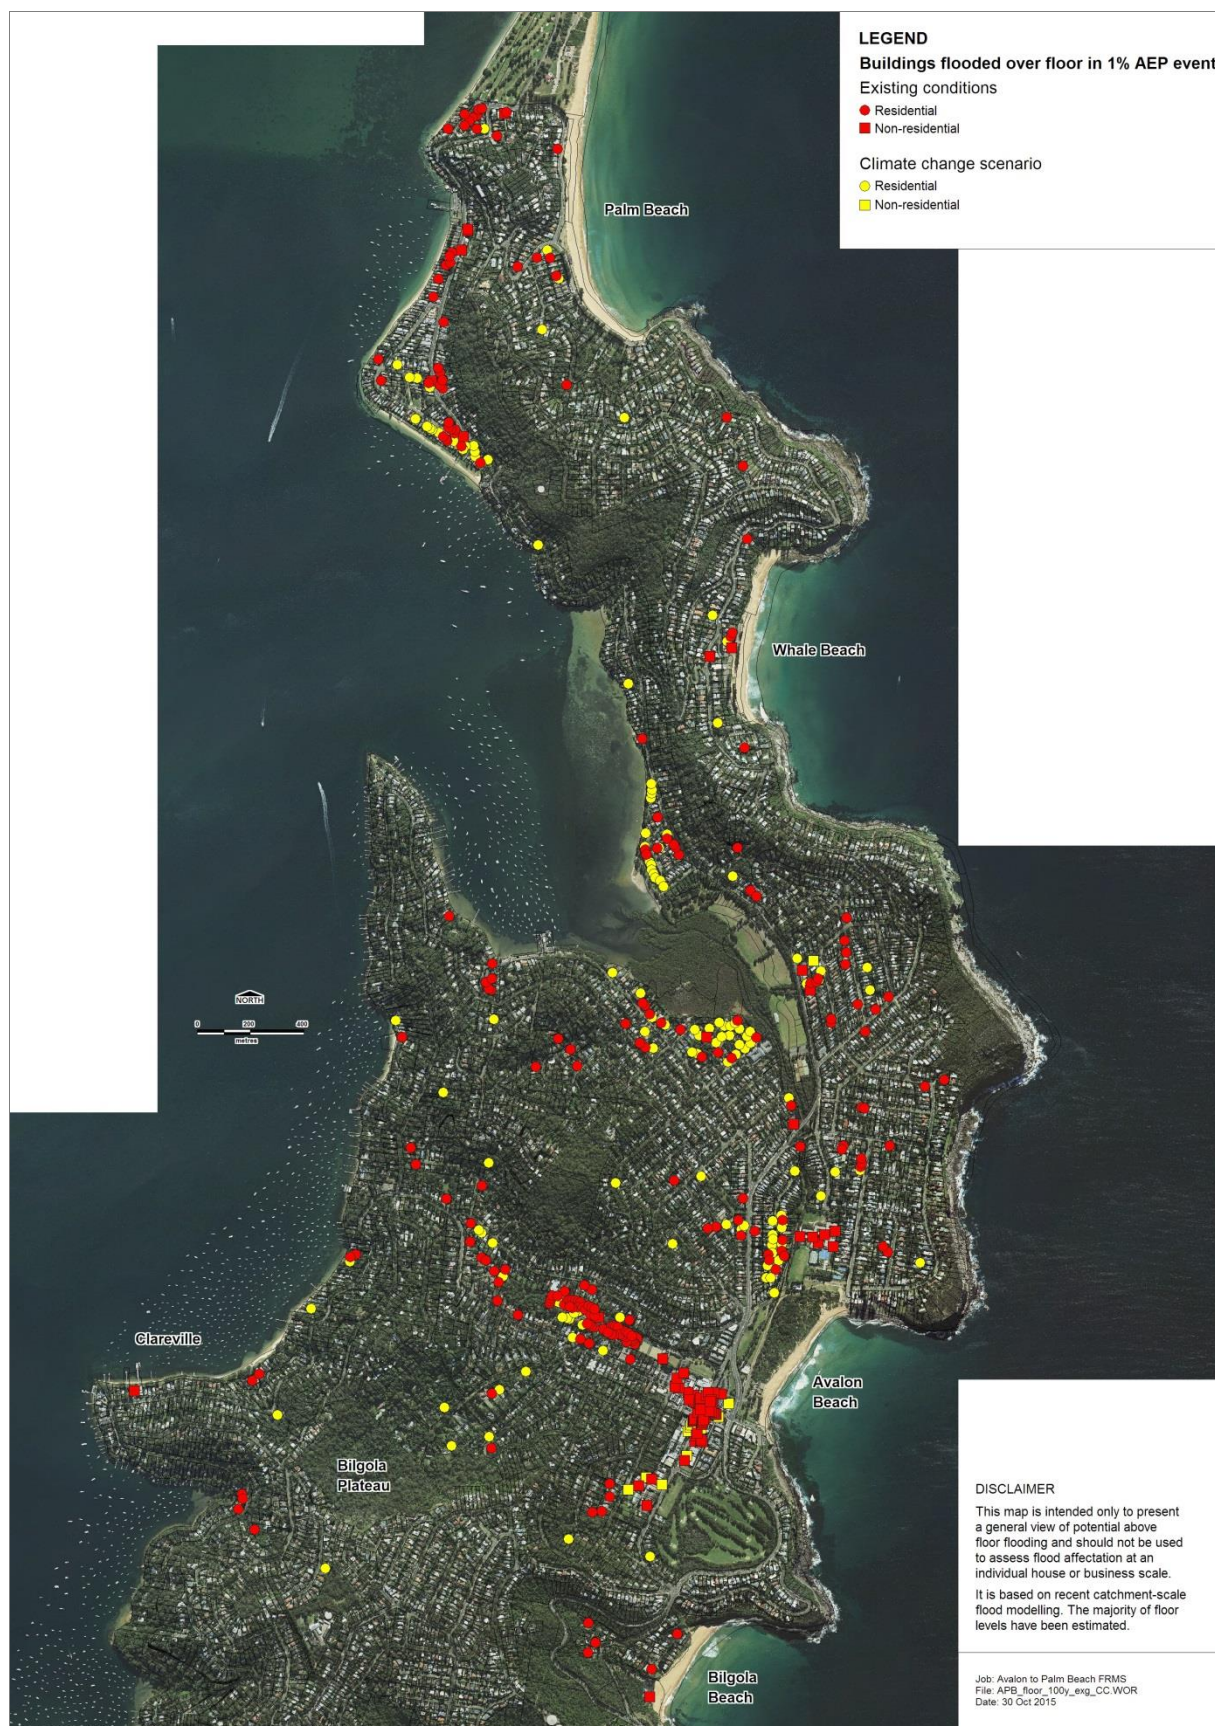 LEGEND
Buildings flooded over floor in 1% AEP event
Existing conditions
Residential
Non-residential
Climate change scenario
Residential
Non-residential
Palm Beach
Whale Beach
NORTH
0 200 400
metres
Clareville
Avalon
Beach
Bilgola
Plateau
Bilgola
Beach
DISCLAIMER
This map is intended only to present
a general view of potential above
floor flooding and should not be used
to assess flood affectation at an
individual house or business scale.
It is based on recent catchment-scale
flood modelling. The majority of floor
levels have been estimated.
Job: Avalon to Palm Beach FRMS
File: APB_floor_100y_exg_CC.WOR
Date: 30 Oct 2015